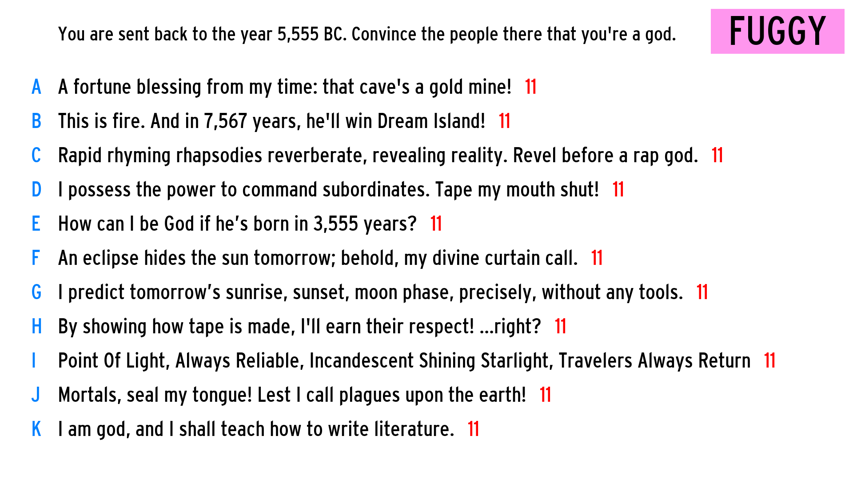 You are sent back to the year 5,555 BC. Convince the people there that you're a god.
FUGGY
A A fortune blessing from my time: that cave's a gold mine! 11
B This is fire. And in 7,567 years, he'll win Dream Island! 11
C Rapid rhyming rhapsodies reverberate, revealing reality. Revel before a rap god. 11
D I possess the power to command subordinates. Tape my mouth shut! 11
E How can I be God if he’s born in 3,555 years? 11
F An eclipse hides the sun tomorrow; behold, my divine curtain call. 11
G I predict tomorrow’s sunrise, sunset, moon phase, precisely, without any tools. 11
H By showing how tape is made, I'll earn their respect! ...right? 11
I Point Of Light, Always Reliable, Incandescent Shining Starlight, Travelers Always Return 11
J Mortals, seal my tongue! Lest I call plagues upon the earth! 11
K I am god, and I shall teach how to write literature. 11